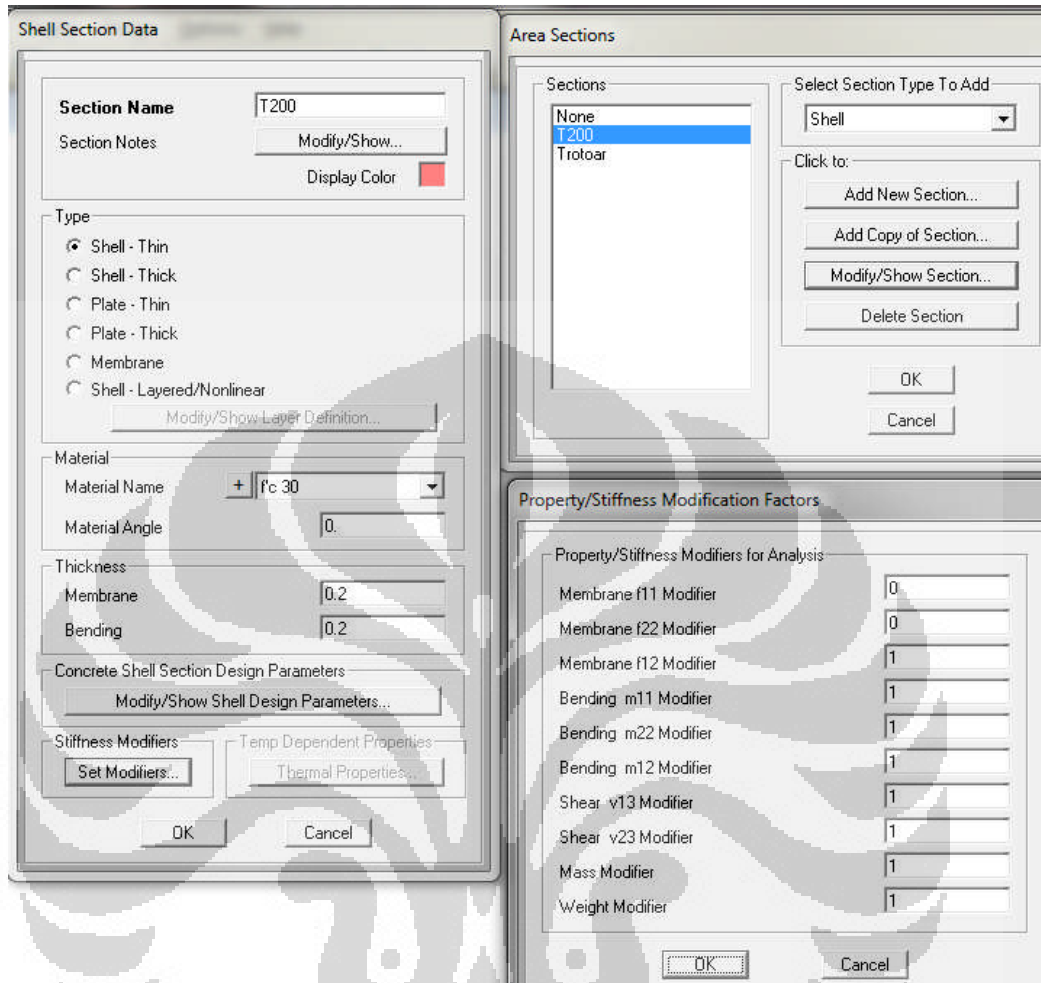 Shell Section Data
Section Name T200
Section Notes Modify/Show...
Display Color
Type
Shell - Thin
Shell - Thick
Plate - Thin
Plate - Thick
Membrane
Shell - Layered/Nonlinear
Modify/Show Layer Definition...
Material
Material Name + f'c 30
Material Angle 0.
Thickness
Membrane 0.2
Bending 0.2
Concrete Shell Section Design Parameters
Modify/Show Shell Design Parameters...
Stiffness Modifiers
Set Modifiers...
Temp Dependent Properties
Thermal Properties...
OK Cancel
Area Sections
Sections
None
T200
Trotoar
Select Section Type To Add
Shell
Click to:
Add New Section...
Add Copy of Section...
Modify/Show Section...
Delete Section
OK
Cancel
Property/Stiffness Modification Factors
Property/Stiffness Modifiers for Analysis
Membrane f11 Modifier 0
Membrane f22 Modifier 0
Membrane f12 Modifier 1
Bending m11 Modifier 1
Bending m22 Modifier 1
Bending m12 Modifier 1
Shear v13 Modifier 1
Shear v23 Modifier 1
Mass Modifier 1
Weight Modifier 1
OK Cancel